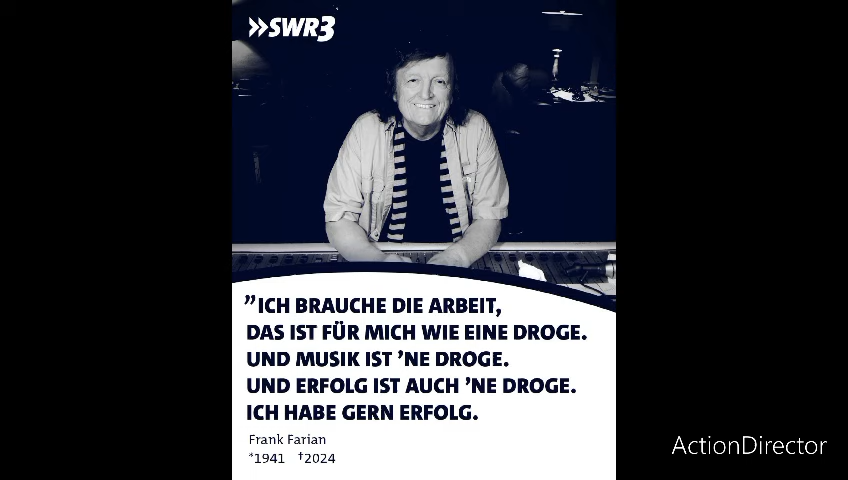 »SWR3
”ICH BRAUCHE DIE ARBEIT,
DAS IST FÜR MICH WIE EINE DROGE.
UND MUSIK IST ’NE DROGE.
UND ERFOLG IST AUCH ’NE DROGE.
ICH HABE GERN ERFOLG.
Frank Farian
*1941 †2024
ActionDirector